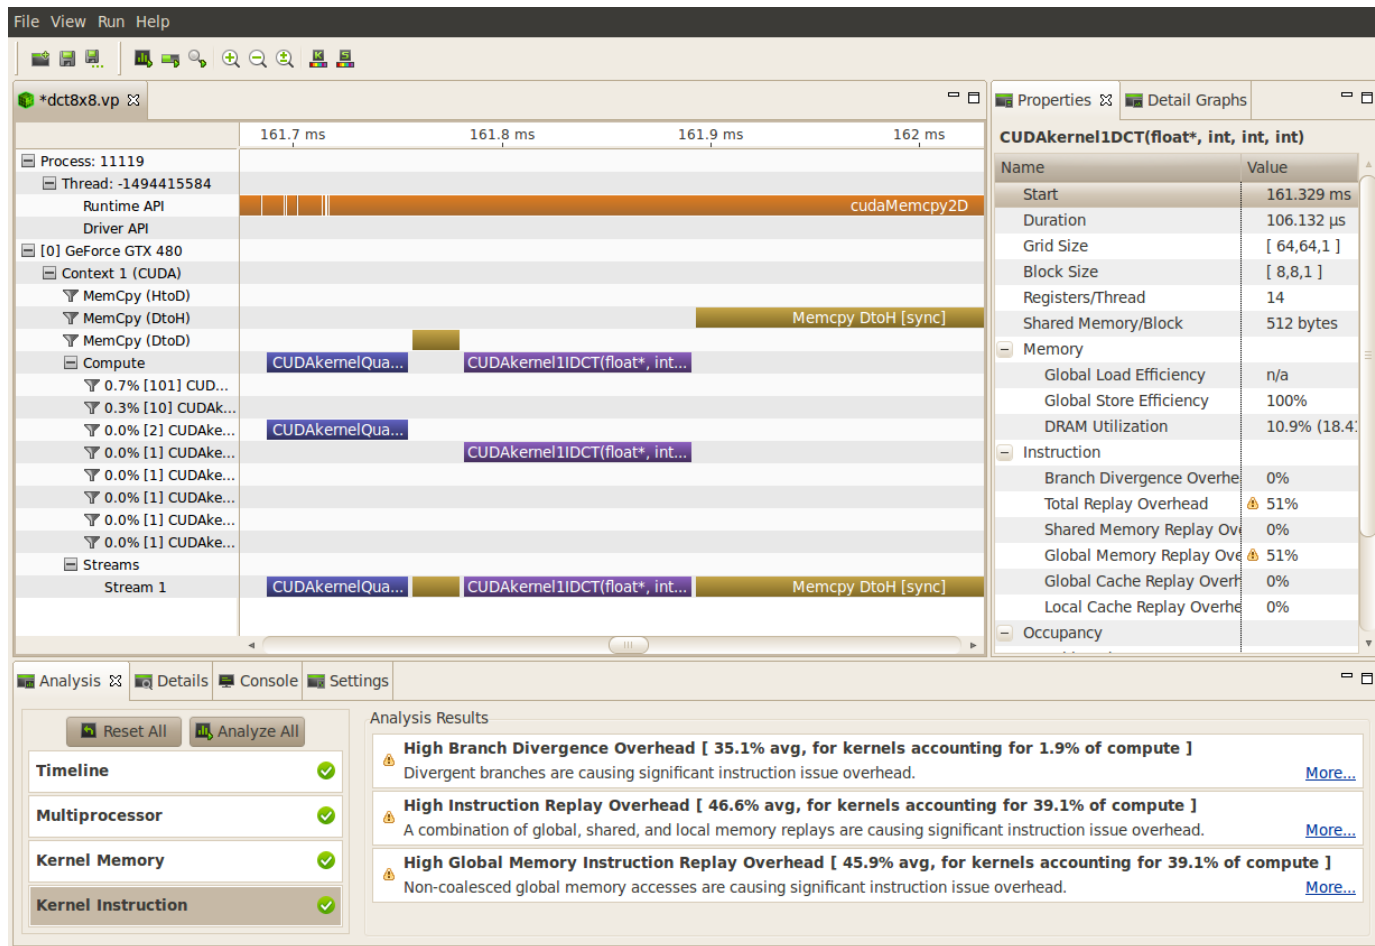 File View Run Help
*dct8x8.vp
161.7 ms 161.8 ms 161.9 ms 162 ms
Process: 11119
Thread: -1494415584
Runtime API cudaMemcpy2D
Driver API
[0] GeForce GTX 480
Context 1 (CUDA)
MemCpy (HtoD)
MemCpy (DtoH) Memcpy DtoH [sync]
MemCpy (DtoD)
Compute CUDAkernelQua... CUDAkernel1IDCT(float*, int...
0.7% [101] CUD...
0.3% [10] CUDAk...
0.0% [2] CUDAke... CUDAkernelQua...
0.0% [1] CUDAke... CUDAkernel1IDCT(float*, int...
0.0% [1] CUDAke...
0.0% [1] CUDAke...
0.0% [1] CUDAke...
0.0% [1] CUDAke...
Streams
Stream 1 CUDAkernelQua... CUDAkernel1IDCT(float*, int... Memcpy DtoH [sync]
Properties Detail Graphs
CUDAkernel1DCT(float*, int, int, int)
Name Value
Start 161.329 ms
Duration 106.132 µs
Grid Size [ 64,64,1 ]
Block Size [ 8,8,1 ]
Registers/Thread 14
Shared Memory/Block 512 bytes
Memory
Global Load Efficiency n/a
Global Store Efficiency 100%
DRAM Utilization 10.9% (18.4
Instruction
Branch Divergence Overhe 0%
Total Replay Overhead 51%
Shared Memory Replay Ov 0%
Global Memory Replay Ove 51%
Global Cache Replay Overh 0%
Local Cache Replay Overhe 0%
Occupancy
Analysis Details Console Settings
Reset All Analyze All
Timeline
Multiprocessor
Kernel Memory
Kernel Instruction
Analysis Results
High Branch Divergence Overhead [ 35.1% avg, for kernels accounting for 1.9% of compute ]
Divergent branches are causing significant instruction issue overhead. More...
High Instruction Replay Overhead [ 46.6% avg, for kernels accounting for 39.1% of compute ]
A combination of global, shared, and local memory replays are causing significant instruction issue overhead. More...
High Global Memory Instruction Replay Overhead [ 45.9% avg, for kernels accounting for 39.1% of compute ]
Non-coalesced global memory accesses are causing significant instruction issue overhead. More...